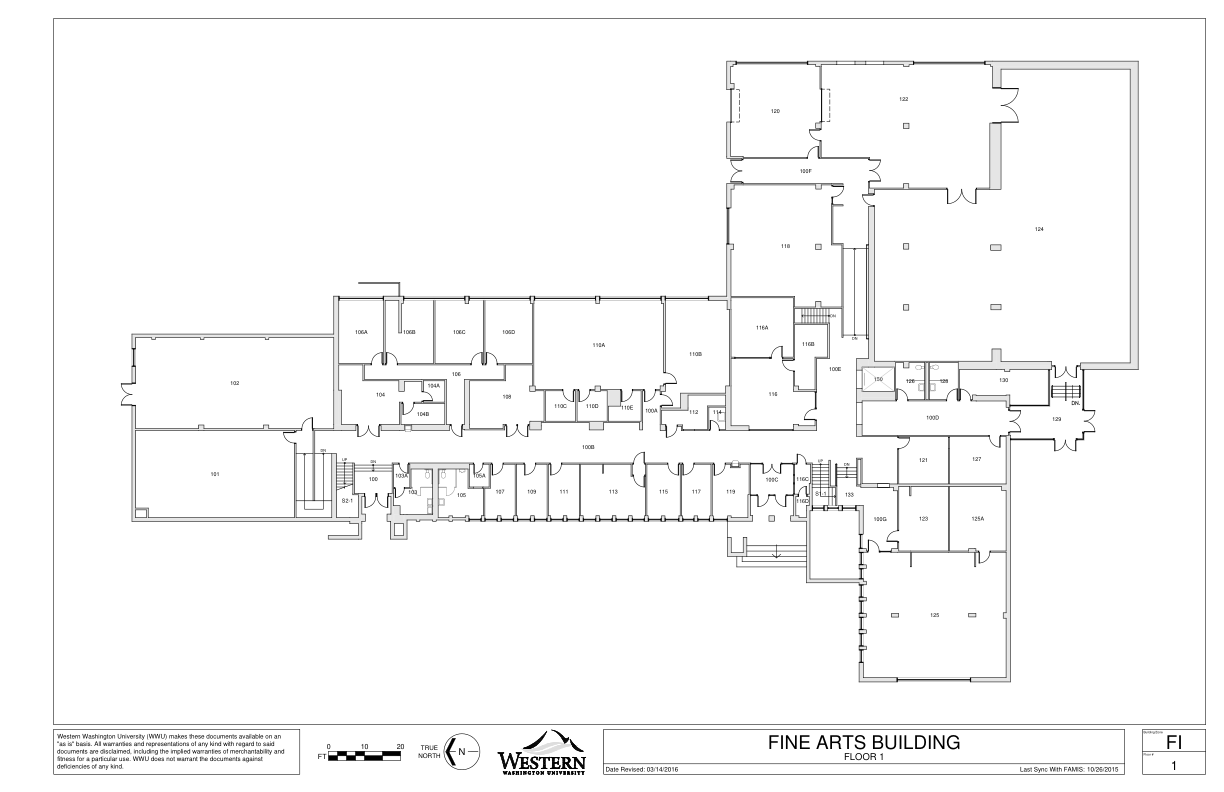 120
122
100F
118
124
116A
DN
116B
DN
106A
106B
106C
106D
110A
110B
100E
102
106
104
104A
104B
108
110C
110D
110E
100A
112
114
116
150
126
128
130
DN.
129
100D
100B
101
DN
UP
DN
100
S2-1
103A
103
105
105A
107
109
111
113
115
117
119
100C
116C
116D
UP
DN
S1-1
133
121
127
100G
123
125A
125
Western Washington University (WWU) makes these documents available on an
"as is" basis. All warranties and representations of any kind with regard to said
documents are disclaimed, including the implied warranties of merchantability and
fitness for a particular use. WWU does not warrant the documents against
deficiencies of any kind.
0 10 20
FT
TRUE
NORTH
N
WESTERN
WASHINGTON UNIVERSITY
FINE ARTS BUILDING
FLOOR 1
Date Revised: 03/14/2016
Last Sync With FAMIS: 10/26/2015
FI
Floor #
1